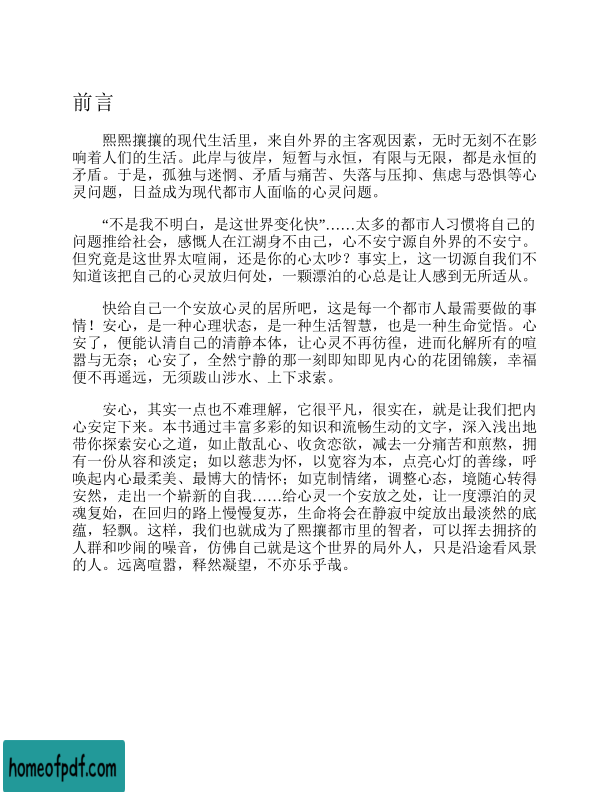 前言
熙熙攘攘的现代生活里，来自外界的主客观因素，无时无刻不在影
响着人们的生活。此岸与彼岸，短暂与永恒，有限与无限，都是永恒的
矛盾。于是，孤独与迷惘、矛盾与痛苦、失落与压抑、焦虑与恐惧等心
灵问题，日益成为现代都市人面临的心灵问题。
“不是我不明白，是这世界变化快”……太多的都市人习惯将自己的
问题推给社会，感慨人在江湖身不由己，心不安宁源自外界的不安宁。
但究竟是这世界太喧闹，还是你的心太吵？事实上，这一切源自我们不
知道该把自己的心灵放归何处，一颗漂泊的心总是让人感到无所适从。
快给自己一个安放心灵的居所吧，这是每一个都市人最需要做的事
情！安心，是一种心理状态，是一种生活智慧，也是一种生命觉悟。心
安了，便能认清自己的清静本体，让心灵不再彷徨，进而化解所有的喧
嚣与无奈；心安了，全然宁静的那一刻即知即见内心的花团锦簇，幸福
便不再遥远，无须跋山涉水、上下求索。
安心，其实一点也不难理解，它很平凡，很实在，就是让我们把内
心安定下来。本书通过丰富多彩的知识和流畅生动的文字，深入浅出地
带你探索安心之道，如止散乱心、收贪恋欲，减去一分痛苦和煎熬，拥
有一份从容和淡定；如以慈悲为怀，以宽容为本，点亮心灯的善缘，呼
唤起内心最柔美、最博大的情怀；如克制情绪，调整心态，境随心转得
安然，走出一个崭新的自我……给心灵一个安放之处，让一度漂泊的灵
魂复始，在回归的路上慢慢复苏，生命将会在静寂中绽放出最淡然的底
蕴，轻飘。这样，我们也就成为了熙攘都市里的智者，可以挥去拥挤的
人群和吵闹的噪音，仿佛自己就是这个世界的局外人，只是沿途看风景
的人。远离喧嚣，释然凝望，不亦乐乎哉。
homeofpdf.com